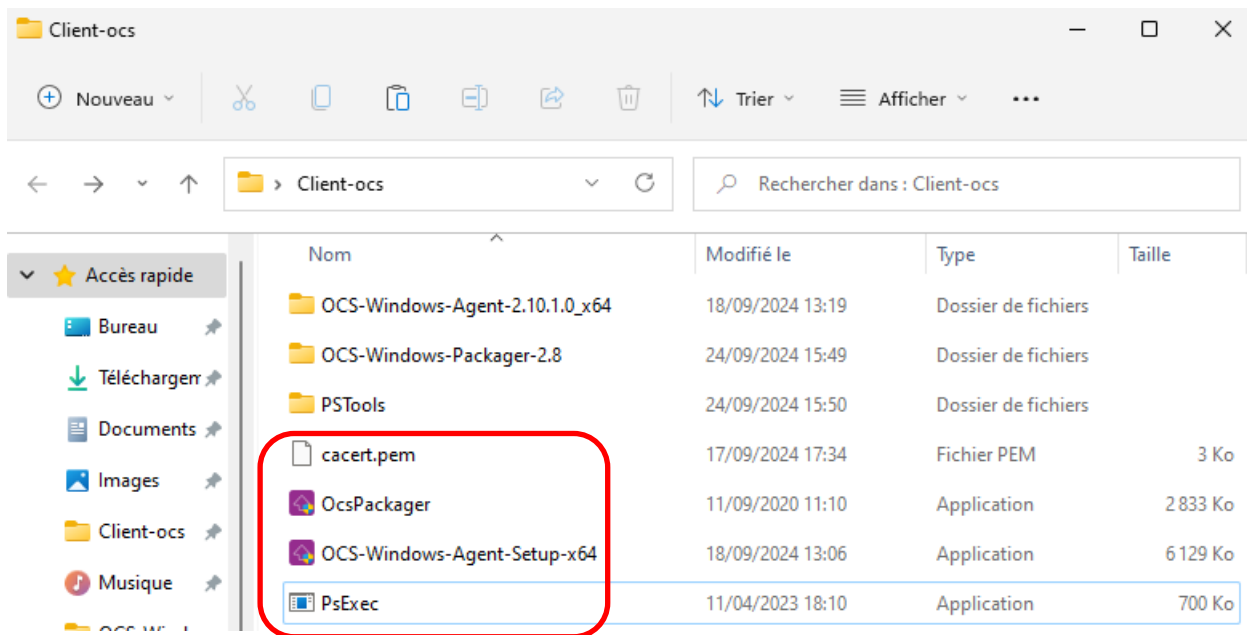 Client-ocs
Nouveau
Trier
Afficher
Client-ocs
Rechercher dans : Client-ocs
Nom Modifié le Type Taille
Accès rapide
OCS-Windows-Agent-2.10.1.0_x64 18/09/2024 13:19 Dossier de fichiers
Bureau
OCS-Windows-Packager-2.8 24/09/2024 15:49 Dossier de fichiers
Téléchargem
PSTools 24/09/2024 15:50 Dossier de fichiers
Documents
cacert.pem 17/09/2024 17:34 Fichier PEM 3 Ko
Images
OcsPackager 11/09/2020 11:10 Application 2 833 Ko
Client-ocs
OCS-Windows-Agent-Setup-x64 18/09/2024 13:06 Application 6 129 Ko
Musique
PsExec 11/04/2023 18:10 Application 700 Ko